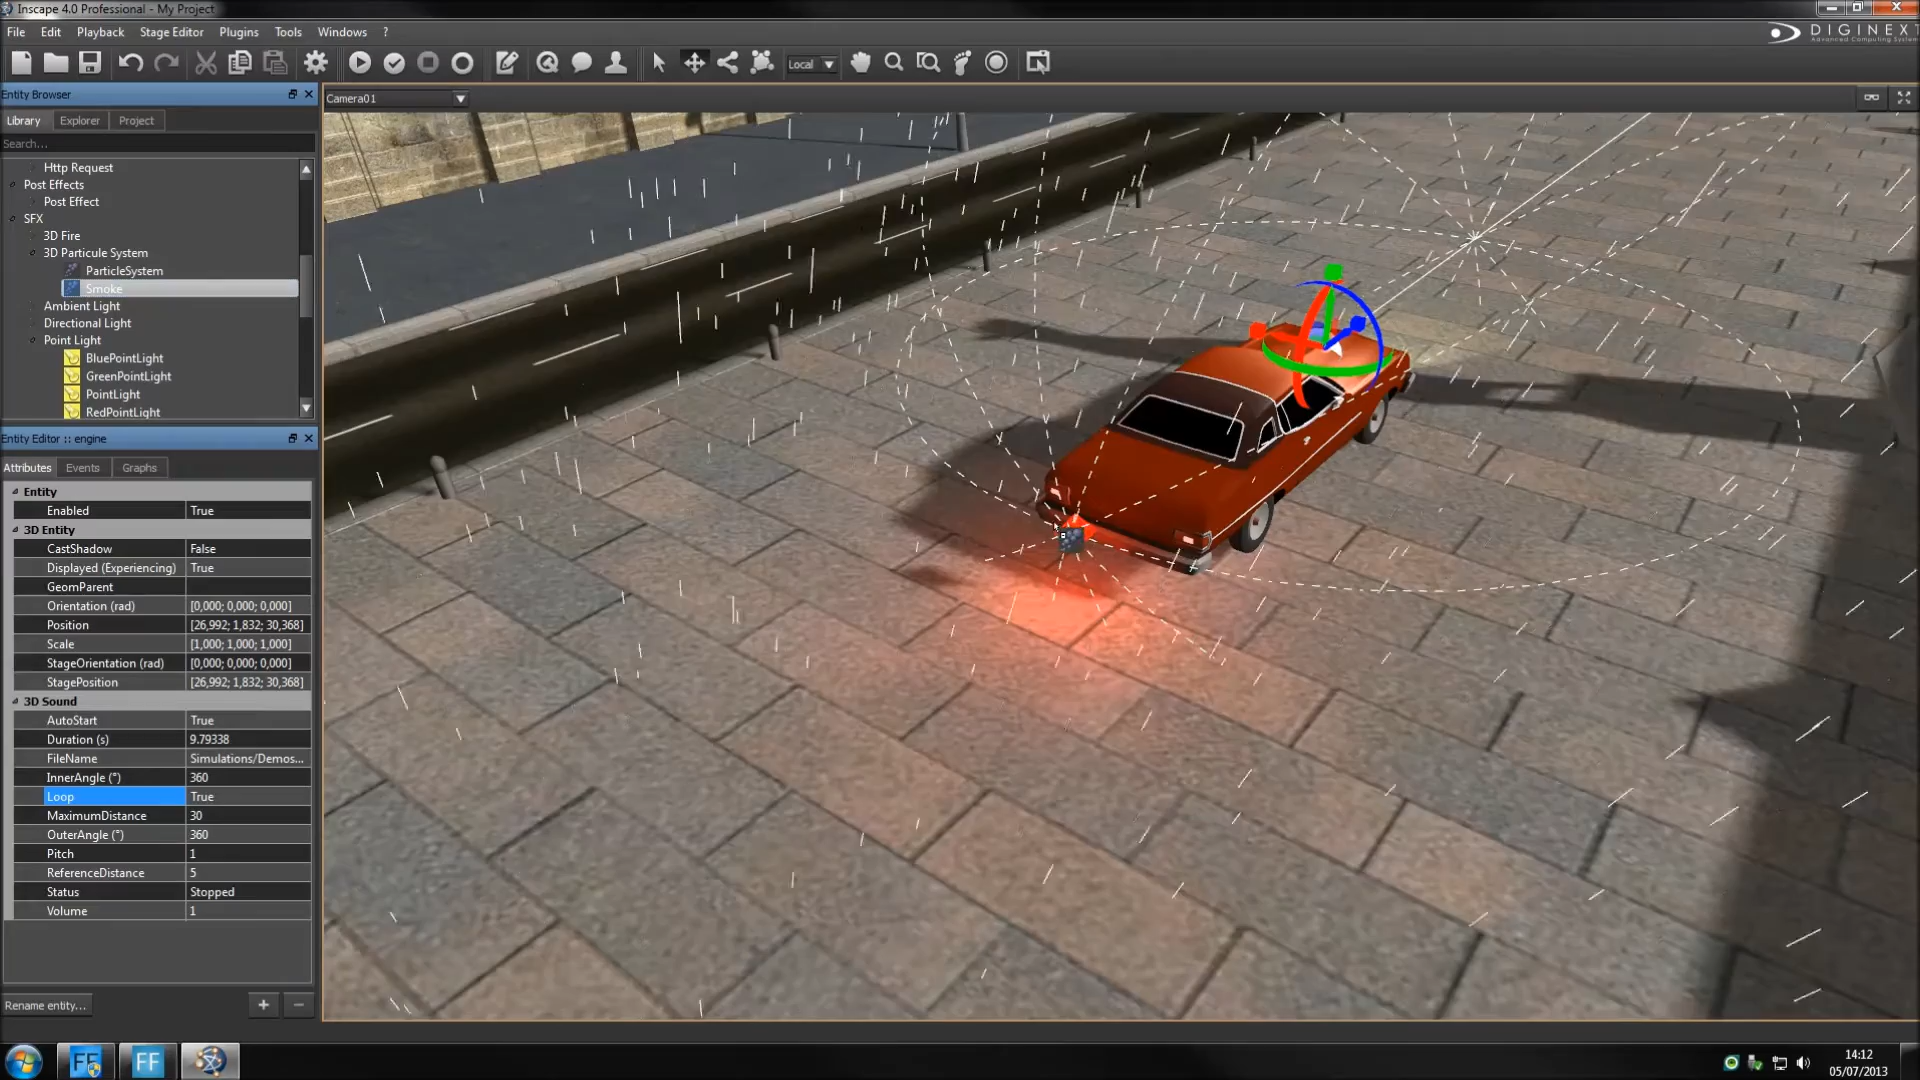 Inscape 4.0 Professional - My Project
File Edit Playback Stage Editor Plugins Tools Windows ?
DIGINEXT
Advanced Computing System
Local
Entity Browser
Camera01
Library Explorer Project
Search...
Http Request
Post Effects
Post Effect
SFX
3D Fire
3D Particule System
ParticleSystem
Smoke
Ambient Light
Directional Light
Point Light
BluePointLight
GreenPointLight
PointLight
RedPointLight
Entity Editor :: engine
Attributes Events Graphs
Entity
Enabled True
3D Entity
CastShadow False
Displayed (Experiencing) True
GeomParent
Orientation (rad) [0,000; 0,000; 0,000]
Position [26,992; 1,832; 30,368]
Scale [1,000; 1,000; 1,000]
StageOrientation (rad) [0,000; 0,000; 0,000]
StagePosition [26,992; 1,832; 30,368]
3D Sound
AutoStart True
Duration (s) 9.79338
FileName Simulations/Demos...
InnerAngle (°) 360
Loop True
MaximumDistance 30
OuterAngle (°) 360
Pitch 1
ReferenceDistance 5
Status Stopped
Volume 1
Rename entity... + −
FF FF
14:12
05/07/2013